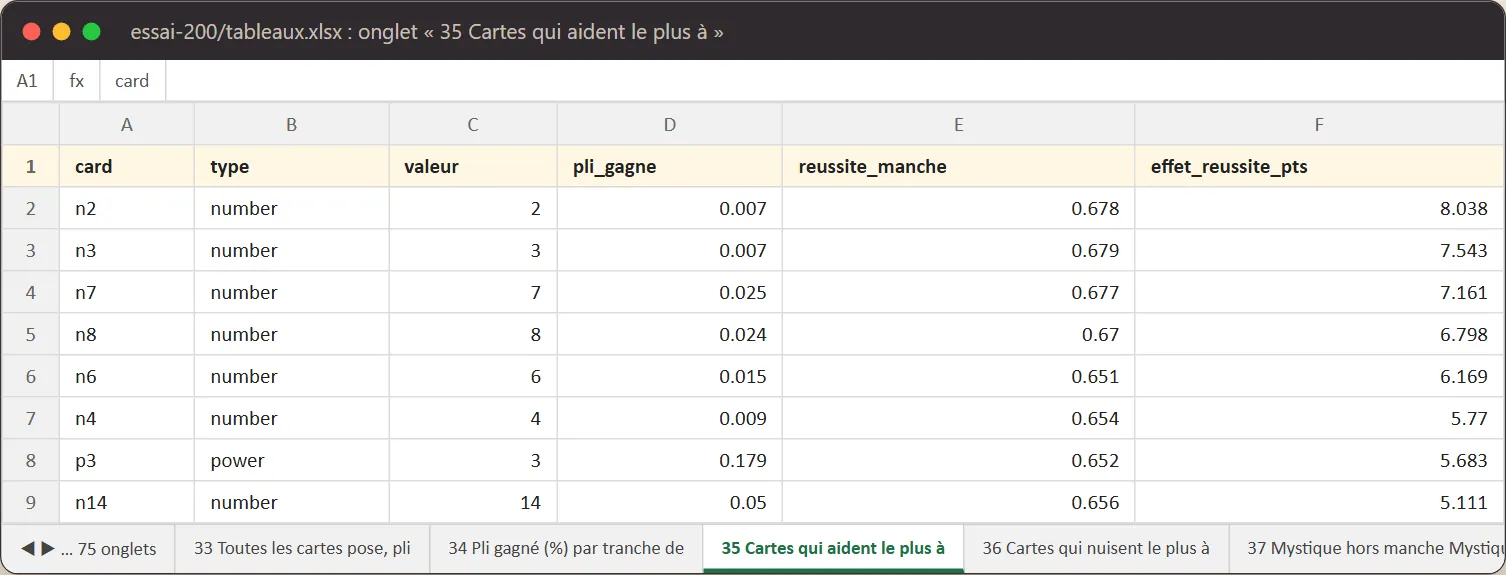 essai-200/tableaux.xlsx : onglet « 35 Cartes qui aident le plus à »
A1 fx card
A B C D E F
1 card type valeur pli_gagne reussite_manche effet_reussite_pts
2 n2 number 2 0.007 0.678 8.038
3 n3 number 3 0.007 0.679 7.543
4 n7 number 7 0.025 0.677 7.161
5 n8 number 8 0.024 0.67 6.798
6 n6 number 6 0.015 0.651 6.169
7 n4 number 4 0.009 0.654 5.77
8 p3 power 3 0.179 0.652 5.683
9 n14 number 14 0.05 0.656 5.111
◀ ▶ ... 75 onglets 33 Toutes les cartes pose, pli 34 Pli gagné (%) par tranche de 35 Cartes qui aident le plus à 36 Cartes qui nuisent le plus à 37 Mystique hors manche Mystiq